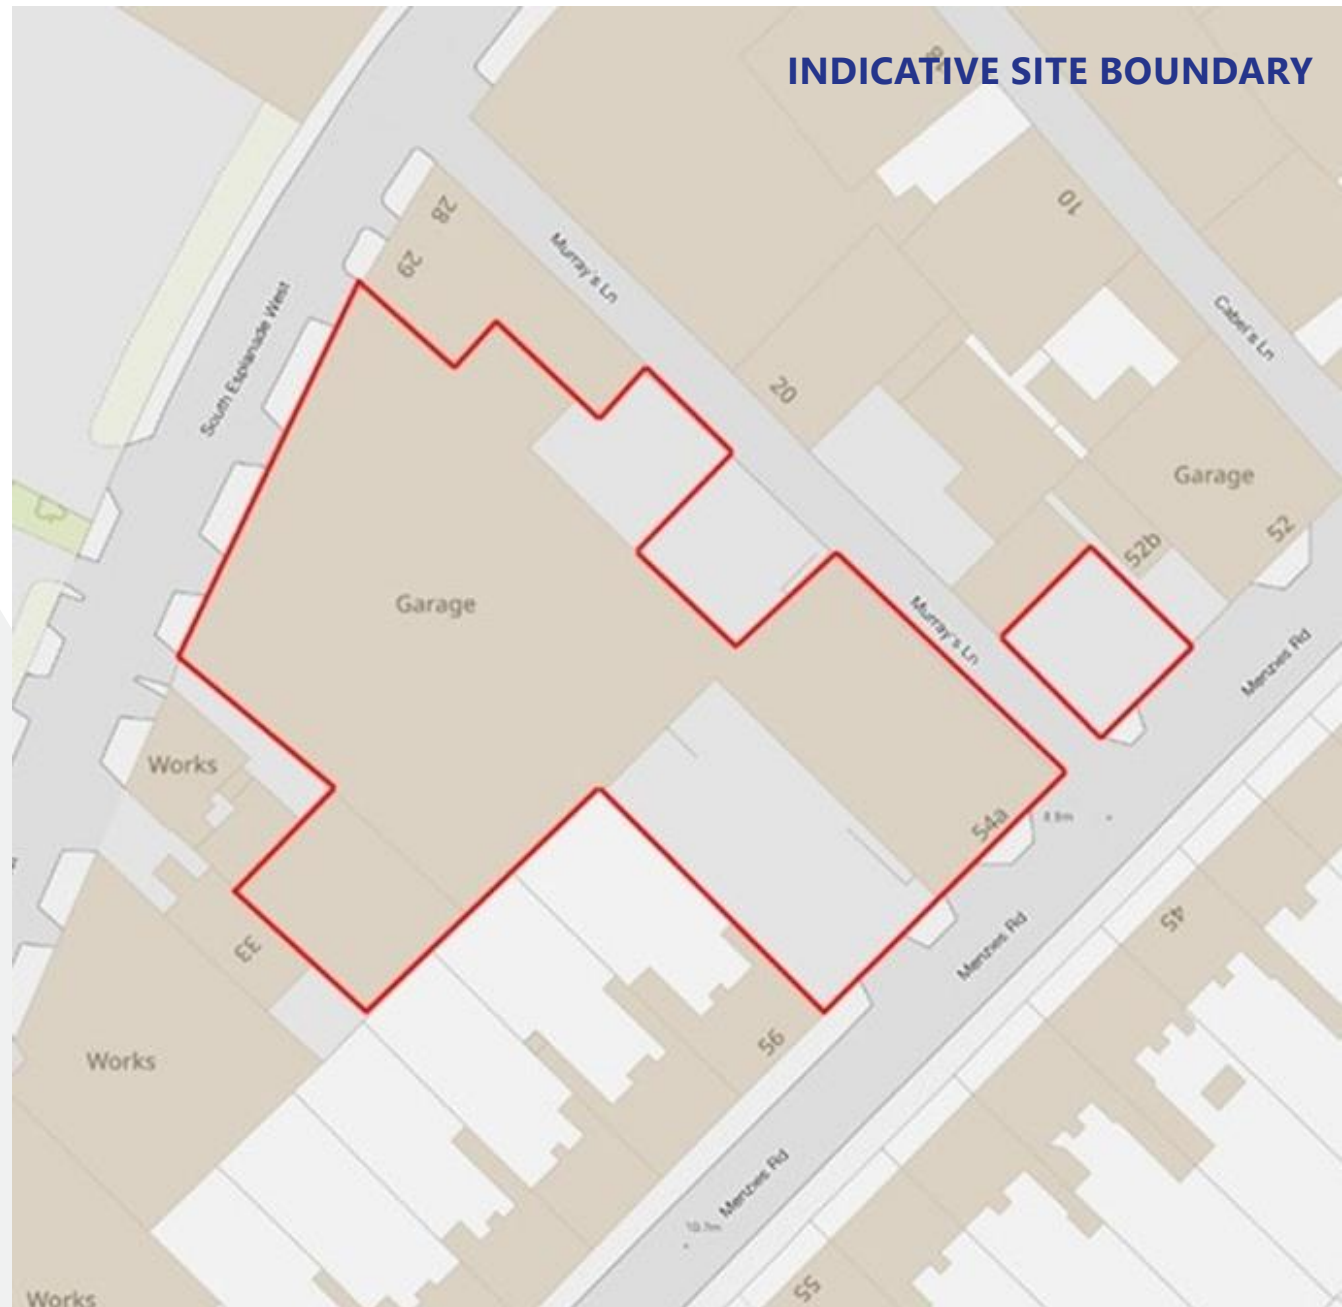 INDICATIVE SITE BOUNDARY
28
29
10
Murray's Ln
South Esplanade West
Cabel's Ln
20
Garage
52
52b
Garage
Murray's Ln
Menzies Rd
Works
54a
33
45
Menzies Rd
56
Works
Menzies Rd
55
Works